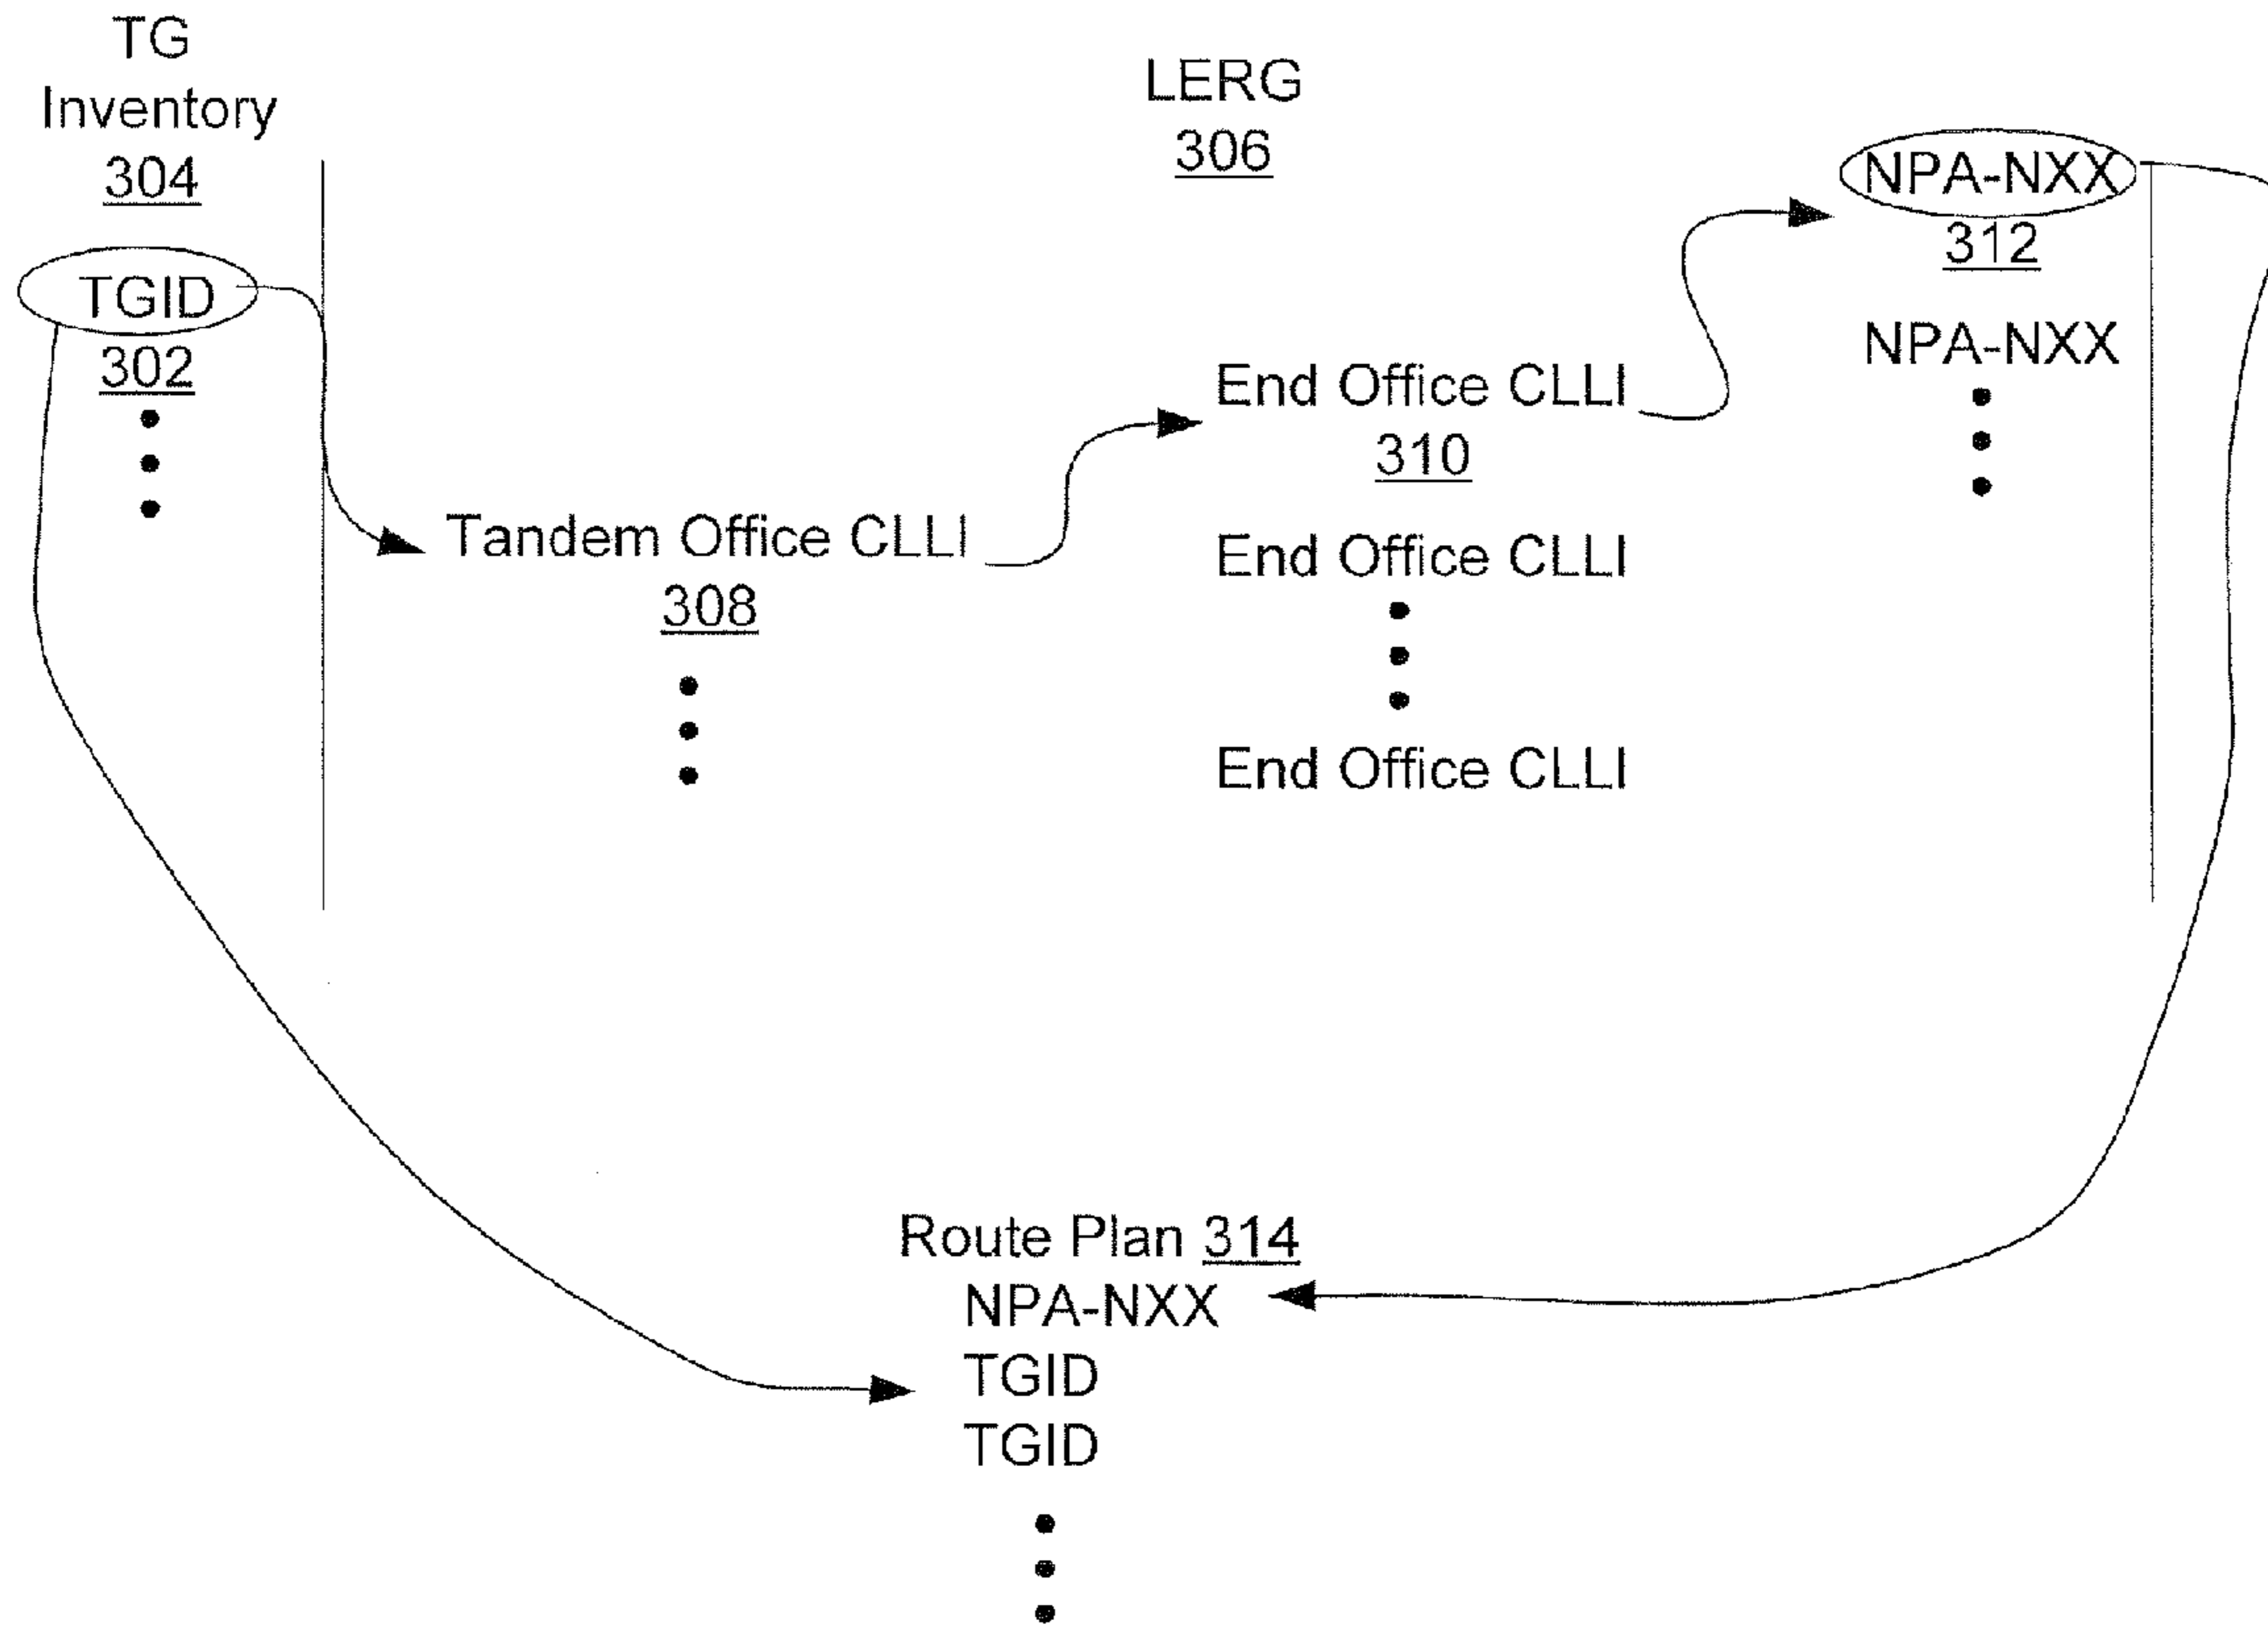 TG
Inventory
304
TGID
302
LERG
306
Tandem Office CLLI
308
End Office CLLI
310
End Office CLLI
End Office CLLI
NPA-NXX
312
NPA-NXX
Route Plan 314
NPA-NXX
TGID
TGID